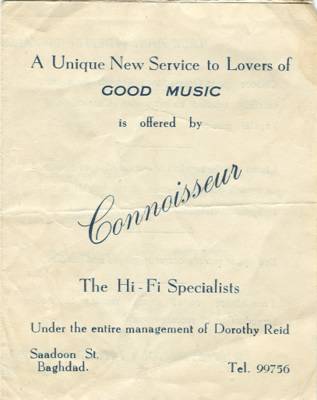 A Unique New Service to Lovers of
GOOD MUSIC
is offered by
Connoisseur
The Hi-Fi Specialists
Under the entire management of Dorothy Reid
Saadoon St.
Baghdad.
Tel. 99756